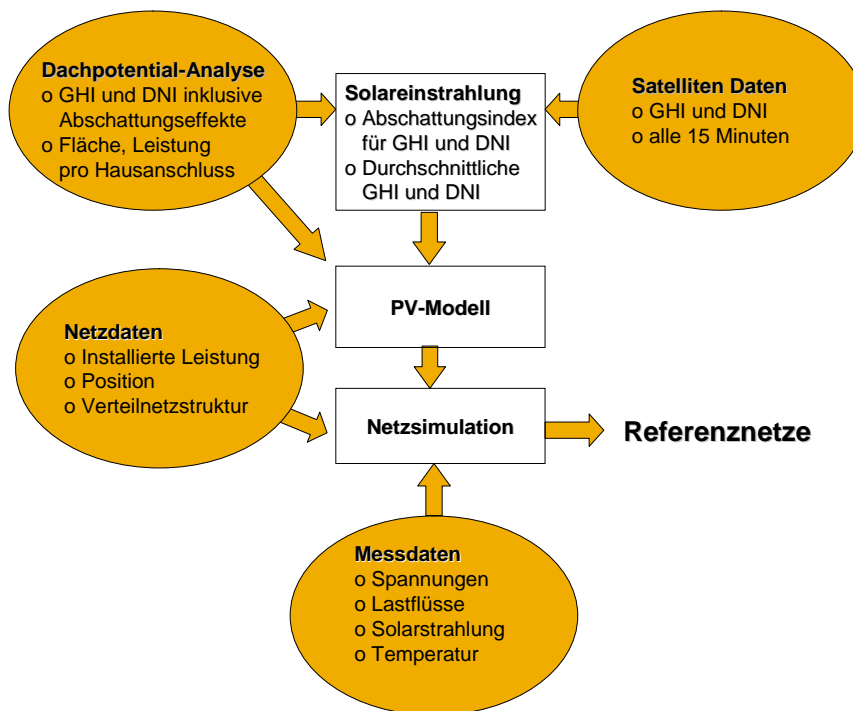 Dachpotential-Analyse
o GHI und DNI inklusive
Abschattungseffekte
o Fläche, Leistung
pro Hausanschluss
Solareinstrahlung
o Abschattungsindex
für GHI und DNI
o Durchschnittliche
GHI und DNI
Satelliten Daten
o GHI und DNI
o alle 15 Minuten
PV-Modell
Netzdaten
o Installierte Leistung
o Position
o Verteilnetzstruktur
Netzsimulation
Referenznetze
Messdaten
o Spannungen
o Lastflüsse
o Solarstrahlung
o Temperatur